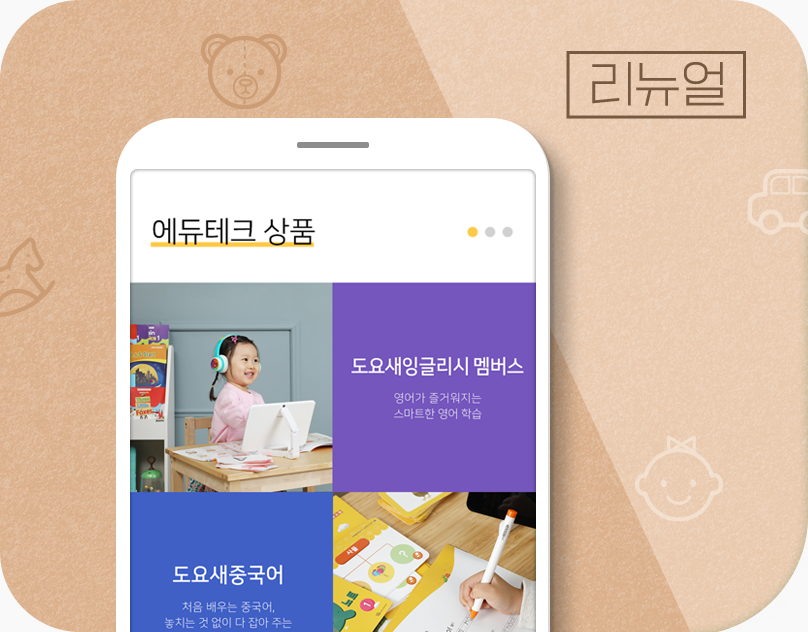 리뉴얼
에듀테크 상품
도요새잉글리시 멤버스
영어가 즐거워지는
스마트한 영어 학습
도요새중국어
처음 배우는 중국어,
놓치는 것 없이 다 잡아 주는